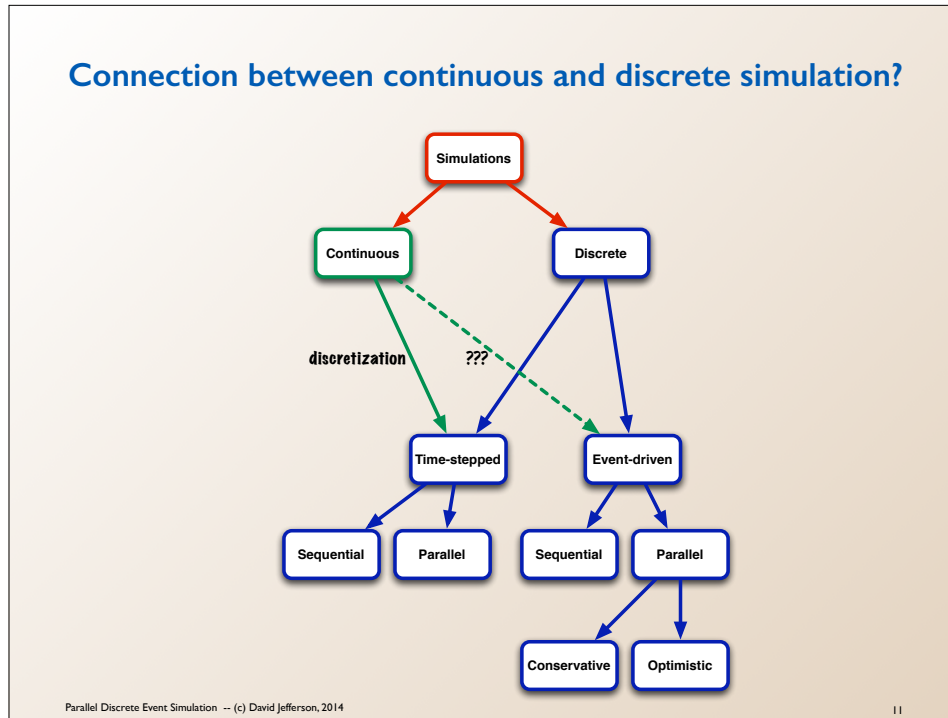 Connection between continuous and discrete simulation?
Simulations
Continuous
Discrete
discretization
???
Time-stepped
Event-driven
Sequential
Parallel
Sequential
Parallel
Conservative
Optimistic
Parallel Discrete Event Simulation -- (c) David Jefferson, 2014
11